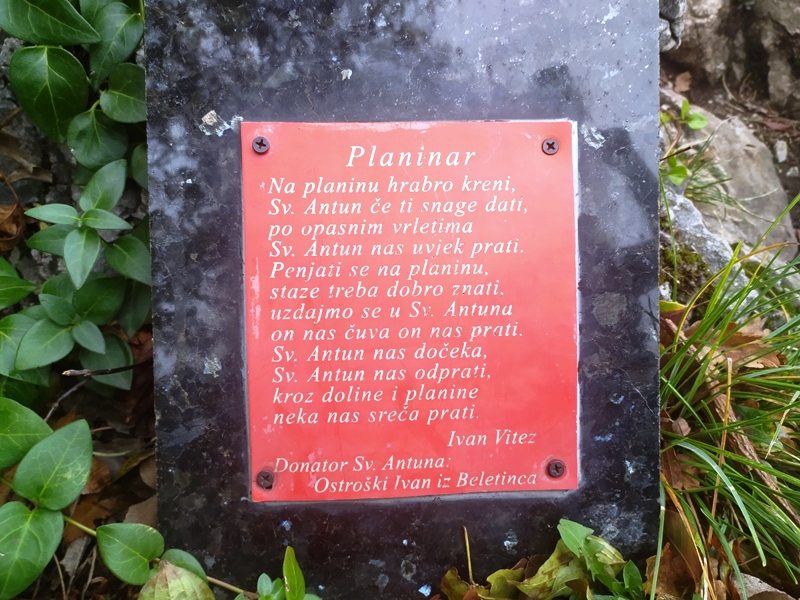 Planinar
Na planinu hrabro kreni,
Sv. Antun če ti snage dati,
po opasnim vrletima
Sv. Antun nas uvjek prati.
Penjati se na planinu,
staze treba dobro znati,
uzdajmo se u Sv. Antuna
on nas čuva on nas prati.
Sv. Antun nas dočeka,
Sv. Antun nas odprati,
kroz doline i planine
neka nas sreča prati.
Ivan Vitez
Donator Sv. Antuna:
Ostroški Ivan iz Beletinca